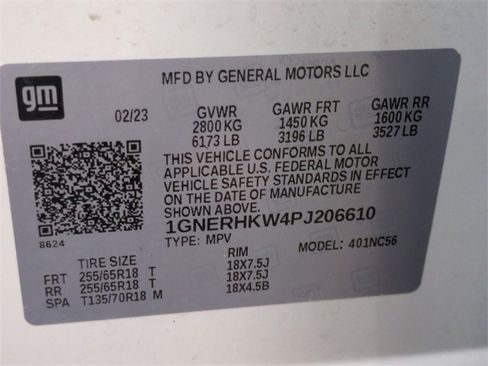 gm
MFD BY GENERAL MOTORS LLC
02/23 GVWR GAWR FRT GAWR RR
2800 KG 1450 KG 1600 KG
6173 LB 3196 LB 3527 LB
THIS VEHICLE CONFORMS TO ALL
APPLICABLE U.S. FEDERAL MOTOR
VEHICLE SAFETY STANDARDS IN EFFECT
ON THE DATE OF MANUFACTURE
1GNERHKW4PJ206610
8624
TYPE: MPV MODEL: 401NC56
TIRE SIZE RIM
FRT 255/65R18 T 18X7.5J
RR 255/65R18 T 18X7.5J
SPA T135/70R18 M 18X4.5B